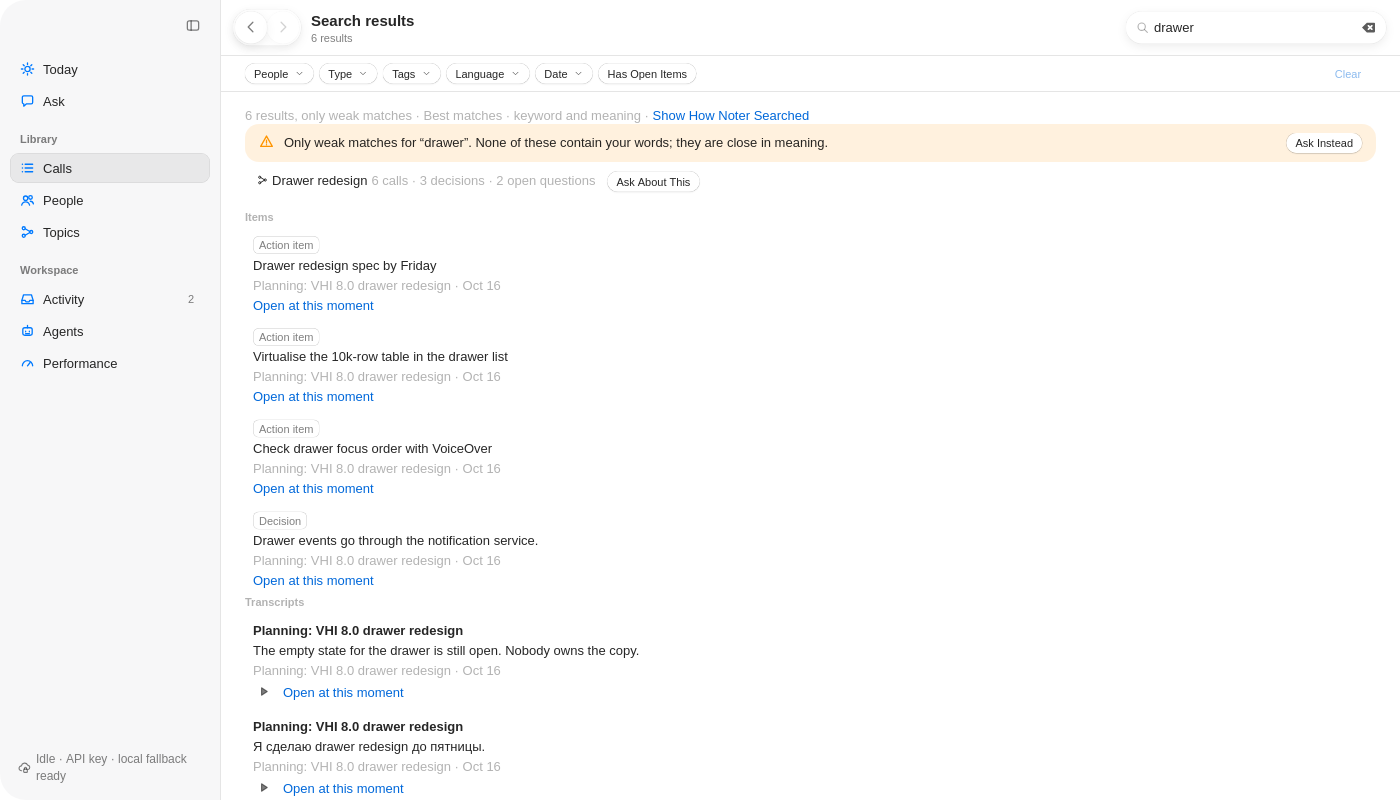 Search results
6 results
drawer
Today
Ask
Library
Calls
People
Topics
Workspace
Activity 2
Agents
Performance
Idle · API key · local fallback
ready
People Type Tags Language Date Has Open Items Clear
6 results, only weak matches · Best matches · keyword and meaning · Show How Noter Searched
Only weak matches for “drawer”. None of these contain your words; they are close in meaning. Ask Instead
Drawer redesign 6 calls · 3 decisions · 2 open questions Ask About This
Items
Action item
Drawer redesign spec by Friday
Planning: VHI 8.0 drawer redesign · Oct 16
Open at this moment
Action item
Virtualise the 10k-row table in the drawer list
Planning: VHI 8.0 drawer redesign · Oct 16
Open at this moment
Action item
Check drawer focus order with VoiceOver
Planning: VHI 8.0 drawer redesign · Oct 16
Open at this moment
Decision
Drawer events go through the notification service.
Planning: VHI 8.0 drawer redesign · Oct 16
Open at this moment
Transcripts
Planning: VHI 8.0 drawer redesign
The empty state for the drawer is still open. Nobody owns the copy.
Planning: VHI 8.0 drawer redesign · Oct 16
Open at this moment
Planning: VHI 8.0 drawer redesign
Я сделаю drawer redesign до пятницы.
Planning: VHI 8.0 drawer redesign · Oct 16
Open at this moment